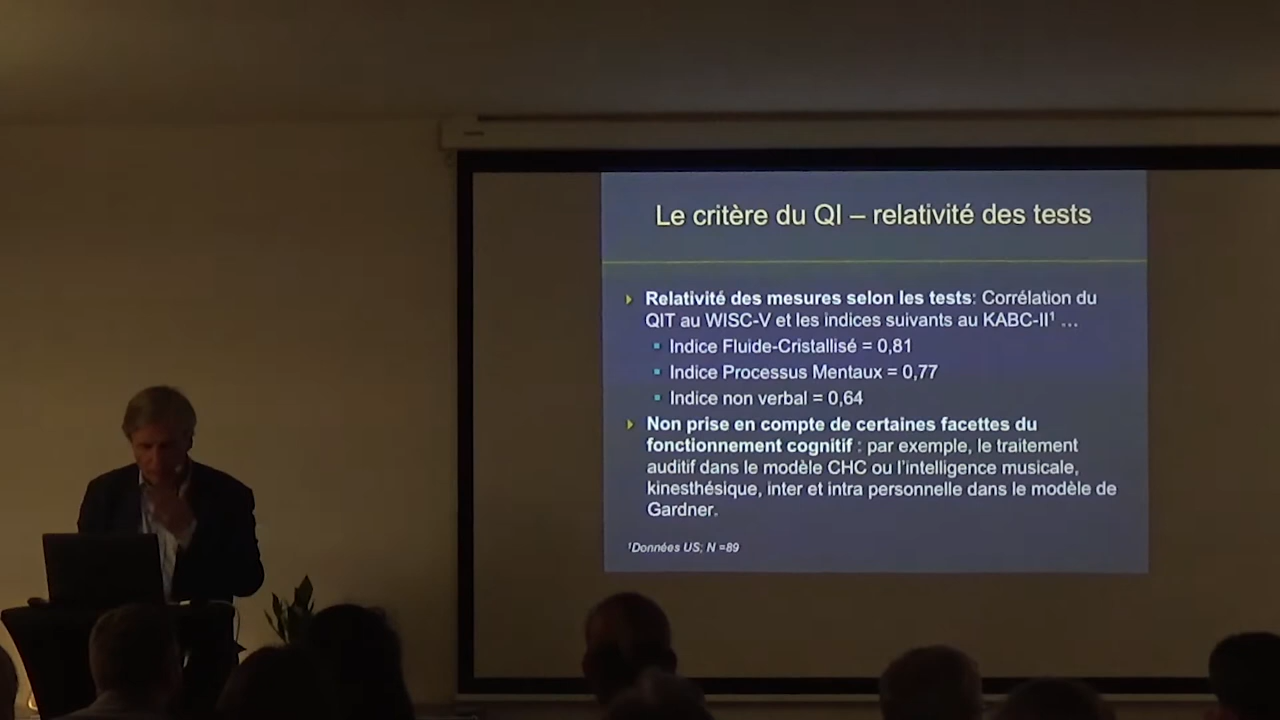 Le critère du QI – relativité des tests
Relativité des mesures selon les tests: Corrélation du
QIT au WISC-V et les indices suivants au KABC-II¹ …
Indice Fluide-Cristallisé = 0,81
Indice Processus Mentaux = 0,77
Indice non verbal = 0,64
Non prise en compte de certaines facettes du
fonctionnement cognitif : par exemple, le traitement
auditif dans le modèle CHC ou l’intelligence musicale,
kinesthésique, inter et intra personnelle dans le modèle de
Gardner.
¹Données US; N =89